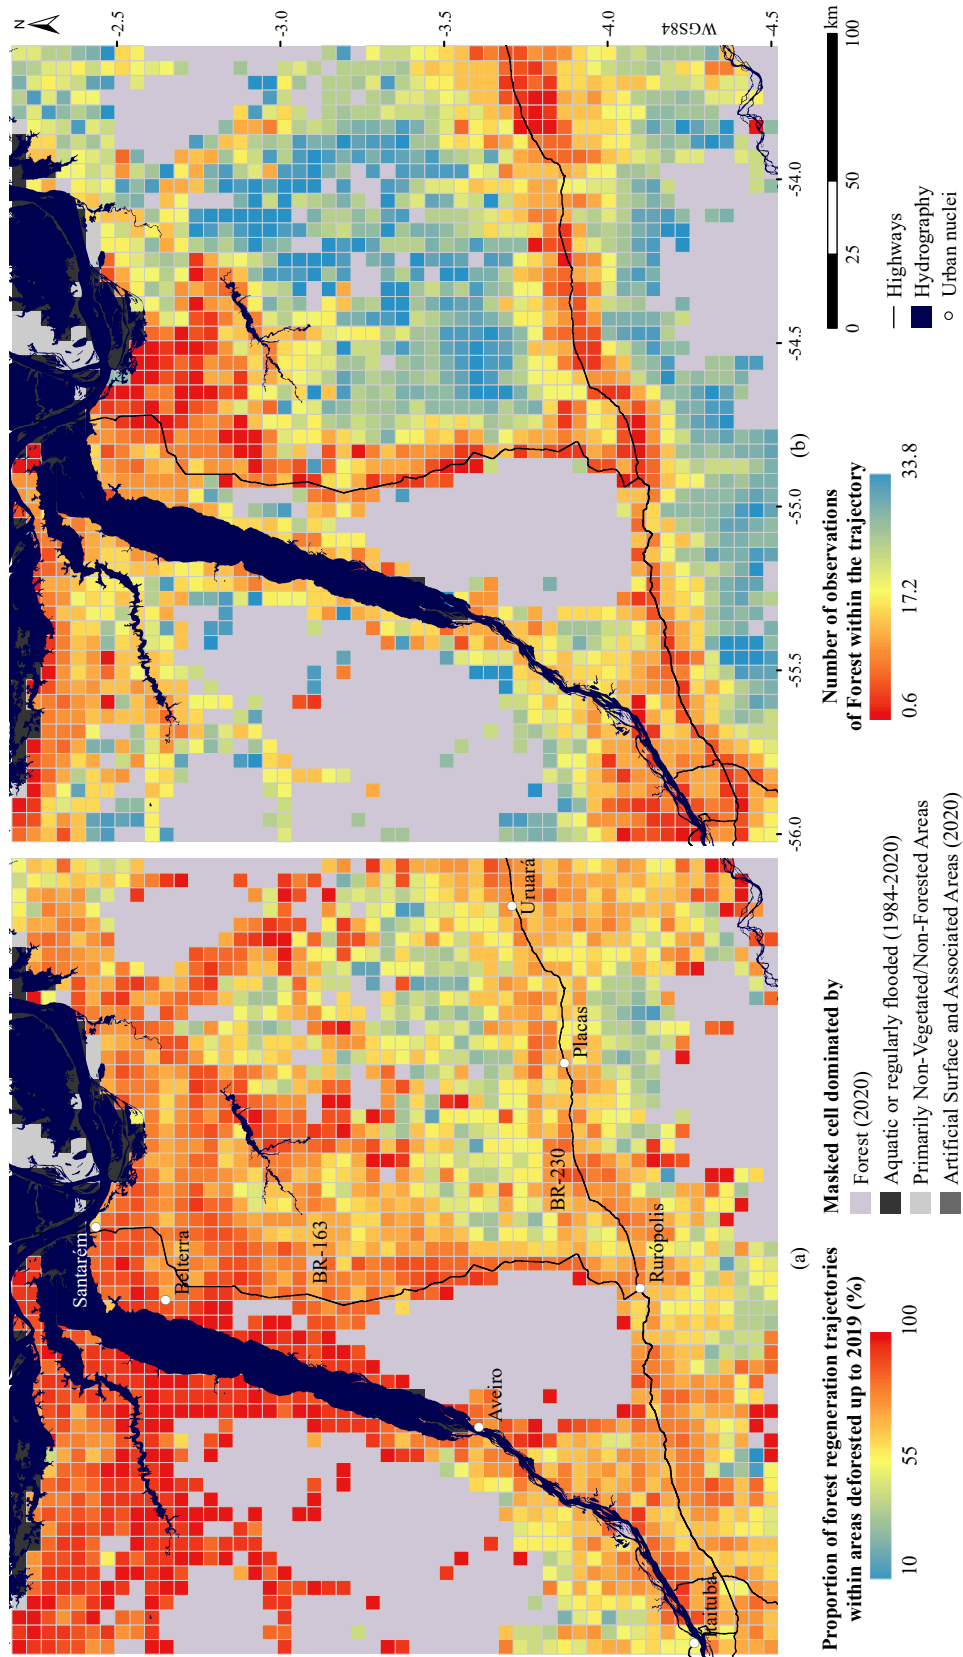 Santarém
Belterra
BR-163
Aveiro
Uruará
Placas
BR-230
Rurópolis
Itaituba
(a)
N
-2.5
-3.0
-3.5
-4.0
-4.5
WGS84
-56.0
-55.5
-55.0
-54.5
-54.0
(b)
Proportion of forest regeneration trajectories
within areas deforested up to 2019 (%)
10
55
100
Masked cell dominated by
Forest (2020)
Aquatic or regularly flooded (1984-2020)
Primarily Non-Vegetated/Non-Forested Areas
Artificial Surface and Associated Areas (2020)
Number of observations
of Forest within the trajectory
0.6
17.2
33.8
0
25
50
100
km
Highways
Hydrography
Urban nuclei